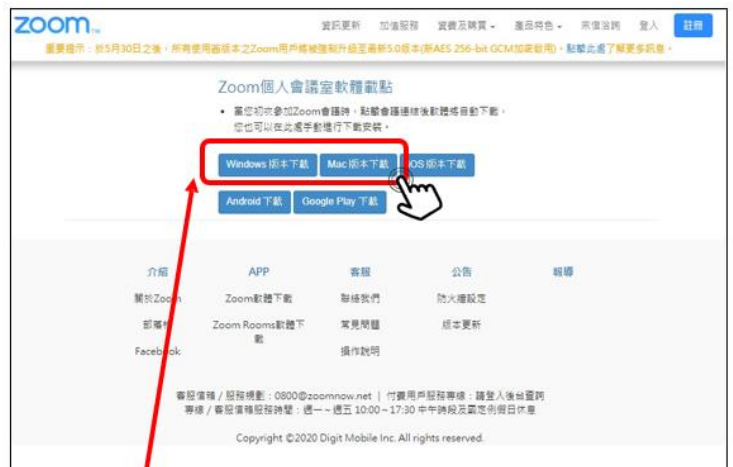 zoom
資訊更新 加值服務 資費及購買 產品特色 來信洽詢 登入 註冊
重要提示：於5月30日之後，所有使用舊版本之Zoom用戶將被強制升級至最新5.0版本(新AES 256-bit GCM加密啟用)，點擊此處了解更多訊息。
Zoom個人會議室軟體載點
• 當您初次參加Zoom會議時，點擊會議連結後軟體將自動下載，
您也可以在此處手動進行下載安裝。
Windows 版本下載 Mac 版本下載 iOS 版本下載
Android 下載 Google Play 下載
介紹 APP 客服 公告 報導
關於Zoom Zoom軟體下載 聯絡我們 防火牆設定
部落格 Zoom Rooms軟體下載 常見問題 版本更新
Facebook 操作說明
客服信箱 / 服務規劃：0800@zoomnow.net | 付費用戶服務專線：請登入後台查詢
專線 / 客服信箱服務時間：週一～週五 10:00～17:30 中午時段及國定例假日休息
Copyright ©2020 Digit Mobile Inc. All rights reserved.